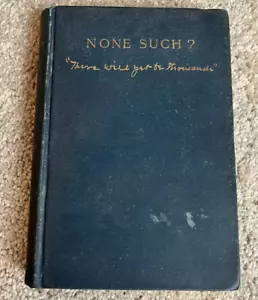 NONE SUCH?
"There will yet be thousands"